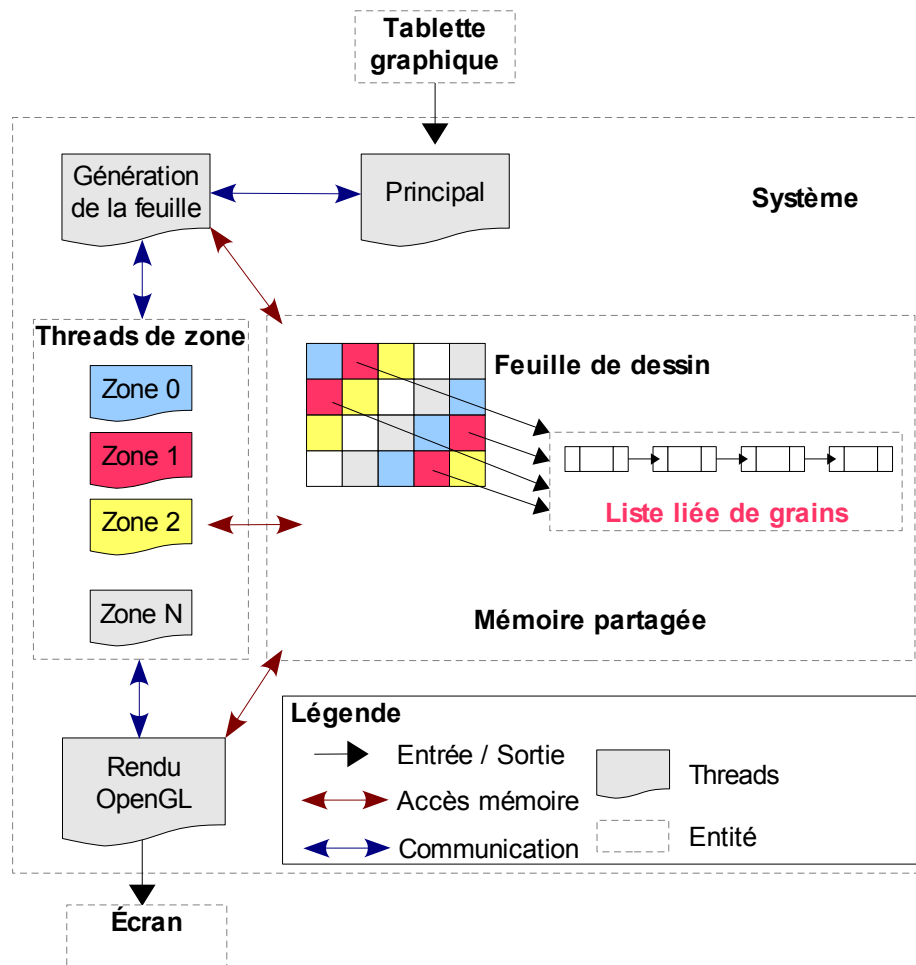 Tablette
graphique
Génération
de la feuille
Principal
Système
Threads de zone
Zone 0
Zone 1
Zone 2
Zone N
Feuille de dessin
Liste liée de grains
Mémoire partagée
Rendu
OpenGL
Légende
Entrée / Sortie
Accès mémoire
Communication
Threads
Entité
Écran